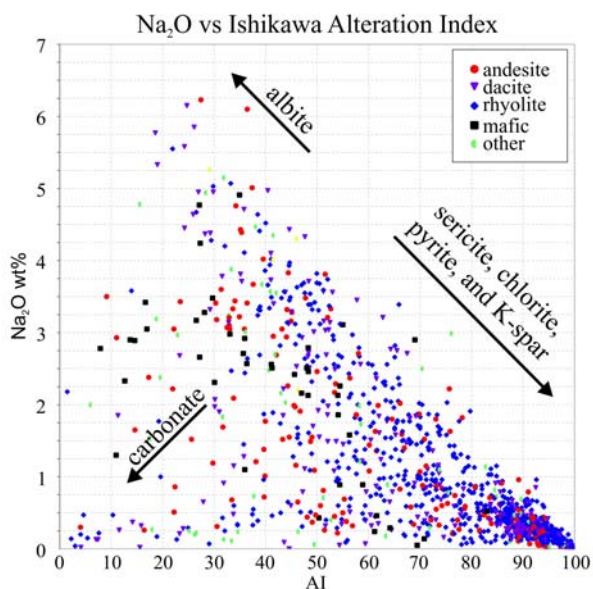 Na₂O vs Ishikawa Alteration Index
7
6
5
4
3
2
1
0
Na₂O wt%
albite
andesite
dacite
rhyolite
mafic
other
sericite, chlorite,
pyrite, and K-spar
carbonate
0 10 20 30 40 50 60 70 80 90 100
AI